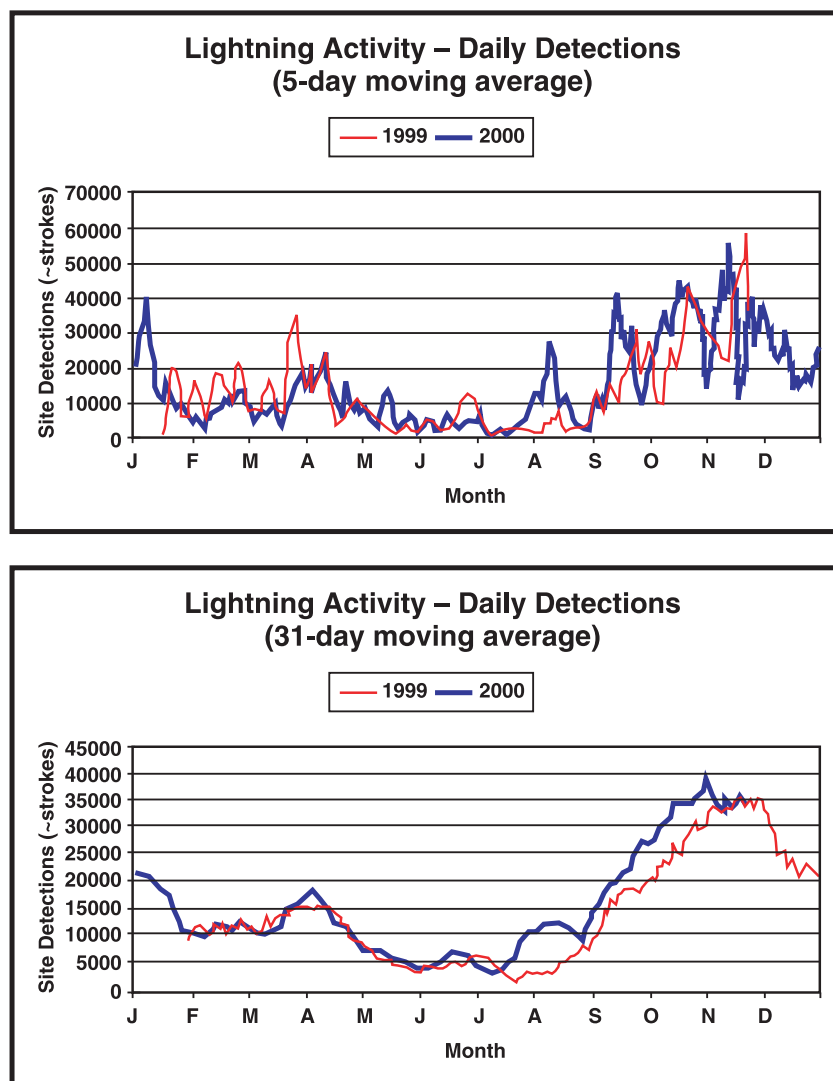 Lightning Activity – Daily Detections
(5-day moving average)
1999 2000
Site Detections (~strokes)
70000
60000
50000
40000
30000
20000
10000
0
J F M A M J J A S O N D
Month
Lightning Activity – Daily Detections
(31-day moving average)
1999 2000
Site Detections (~strokes)
45000
40000
35000
30000
25000
20000
15000
10000
5000
0
J F M A M J J A S O N D
Month